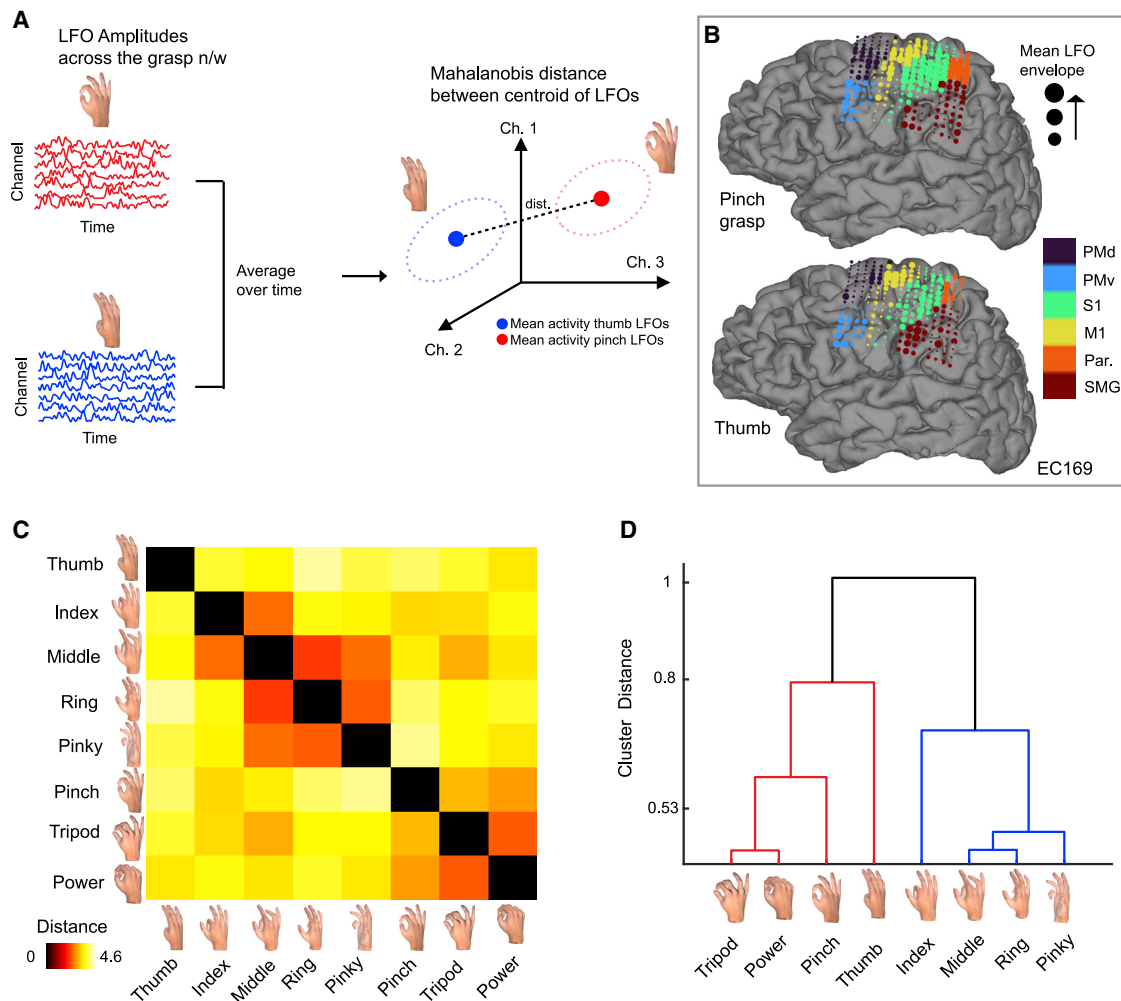 A
LFO Amplitudes
across the grasp n/w
Channel
Time
Channel
Time
Average
over time
Mahalanobis distance
between centroid of LFOs
Ch. 1
dist.
Ch. 3
Ch. 2
Mean activity thumb LFOs
Mean activity pinch LFOs
B
Mean LFO
envelope
Pinch
grasp
Thumb
PMd
PMv
S1
M1
Par.
SMG
EC169
C
Thumb
Index
Middle
Ring
Pinky
Pinch
Tripod
Power
Distance
0
4.6
Thumb
Index
Middle
Ring
Pinky
Pinch
Tripod
Power
D
Cluster Distance
1
0.8
0.53
Tripod
Power
Pinch
Thumb
Index
Middle
Ring
Pinky